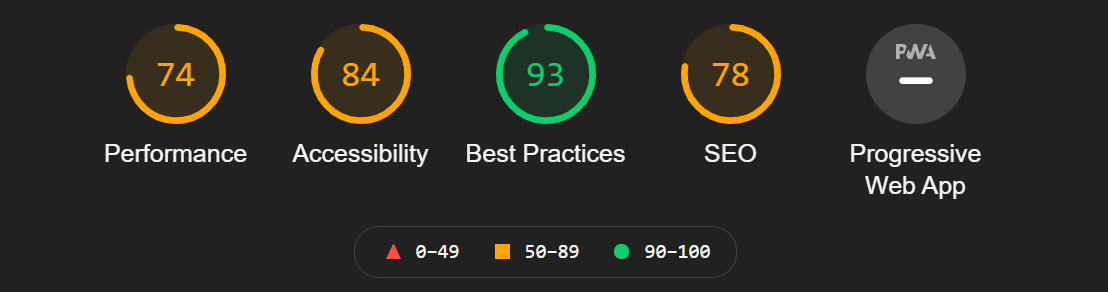 74 84 93 78 PWA
Performance Accessibility Best Practices SEO Progressive
Web App
0–49 50–89 90–100